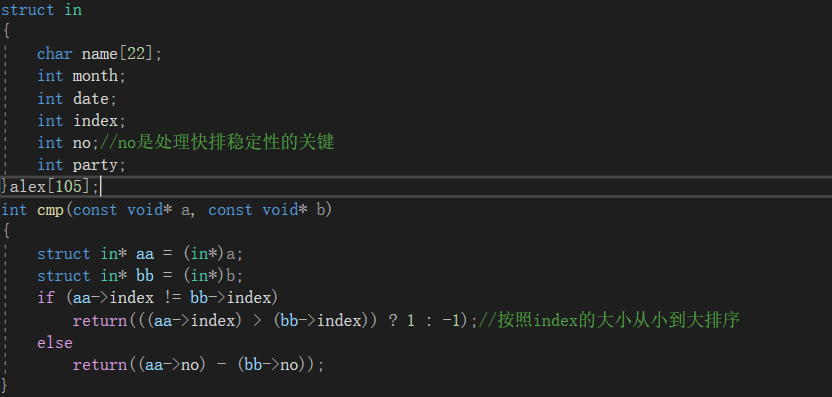 struct in
{
    char name[22];
    int month;
    int date;
    int index;
    int no;//no是处理快排稳定性的关键
    int party;
}alex[105];
int cmp(const void* a, const void* b)
{
    struct in* aa = (in*)a;
    struct in* bb = (in*)b;
    if (aa->index != bb->index)
        return(((aa->index) > (bb->index)) ? 1 : -1);//按照index的大小从小到大排序
    else
        return((aa->no) - (bb->no));
}